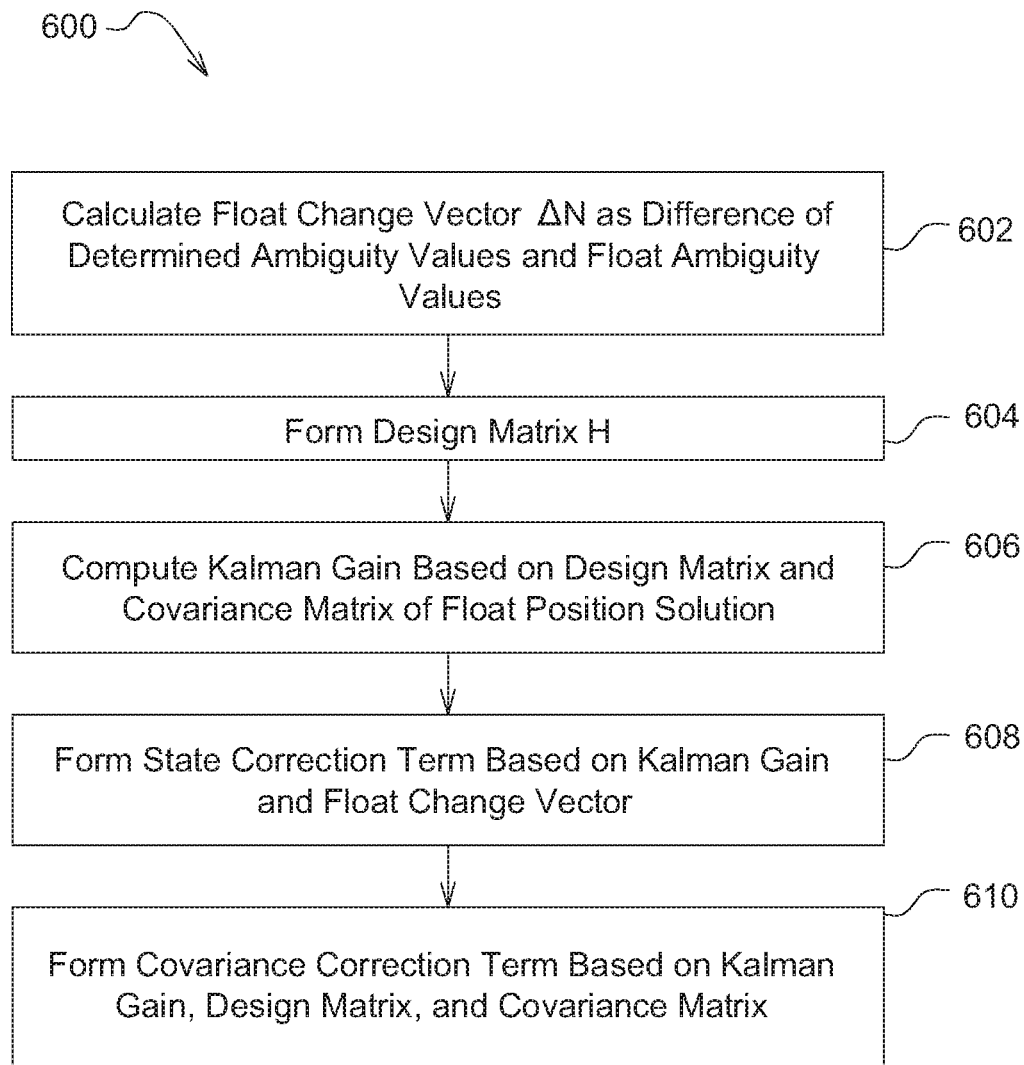 600
Calculate Float Change Vector ΔN as Difference of
Determined Ambiguity Values and Float Ambiguity
Values
602
Form Design Matrix H
604
Compute Kalman Gain Based on Design Matrix and
Covariance Matrix of Float Position Solution
606
Form State Correction Term Based on Kalman Gain
and Float Change Vector
608
Form Covariance Correction Term Based on Kalman
Gain, Design Matrix, and Covariance Matrix
610